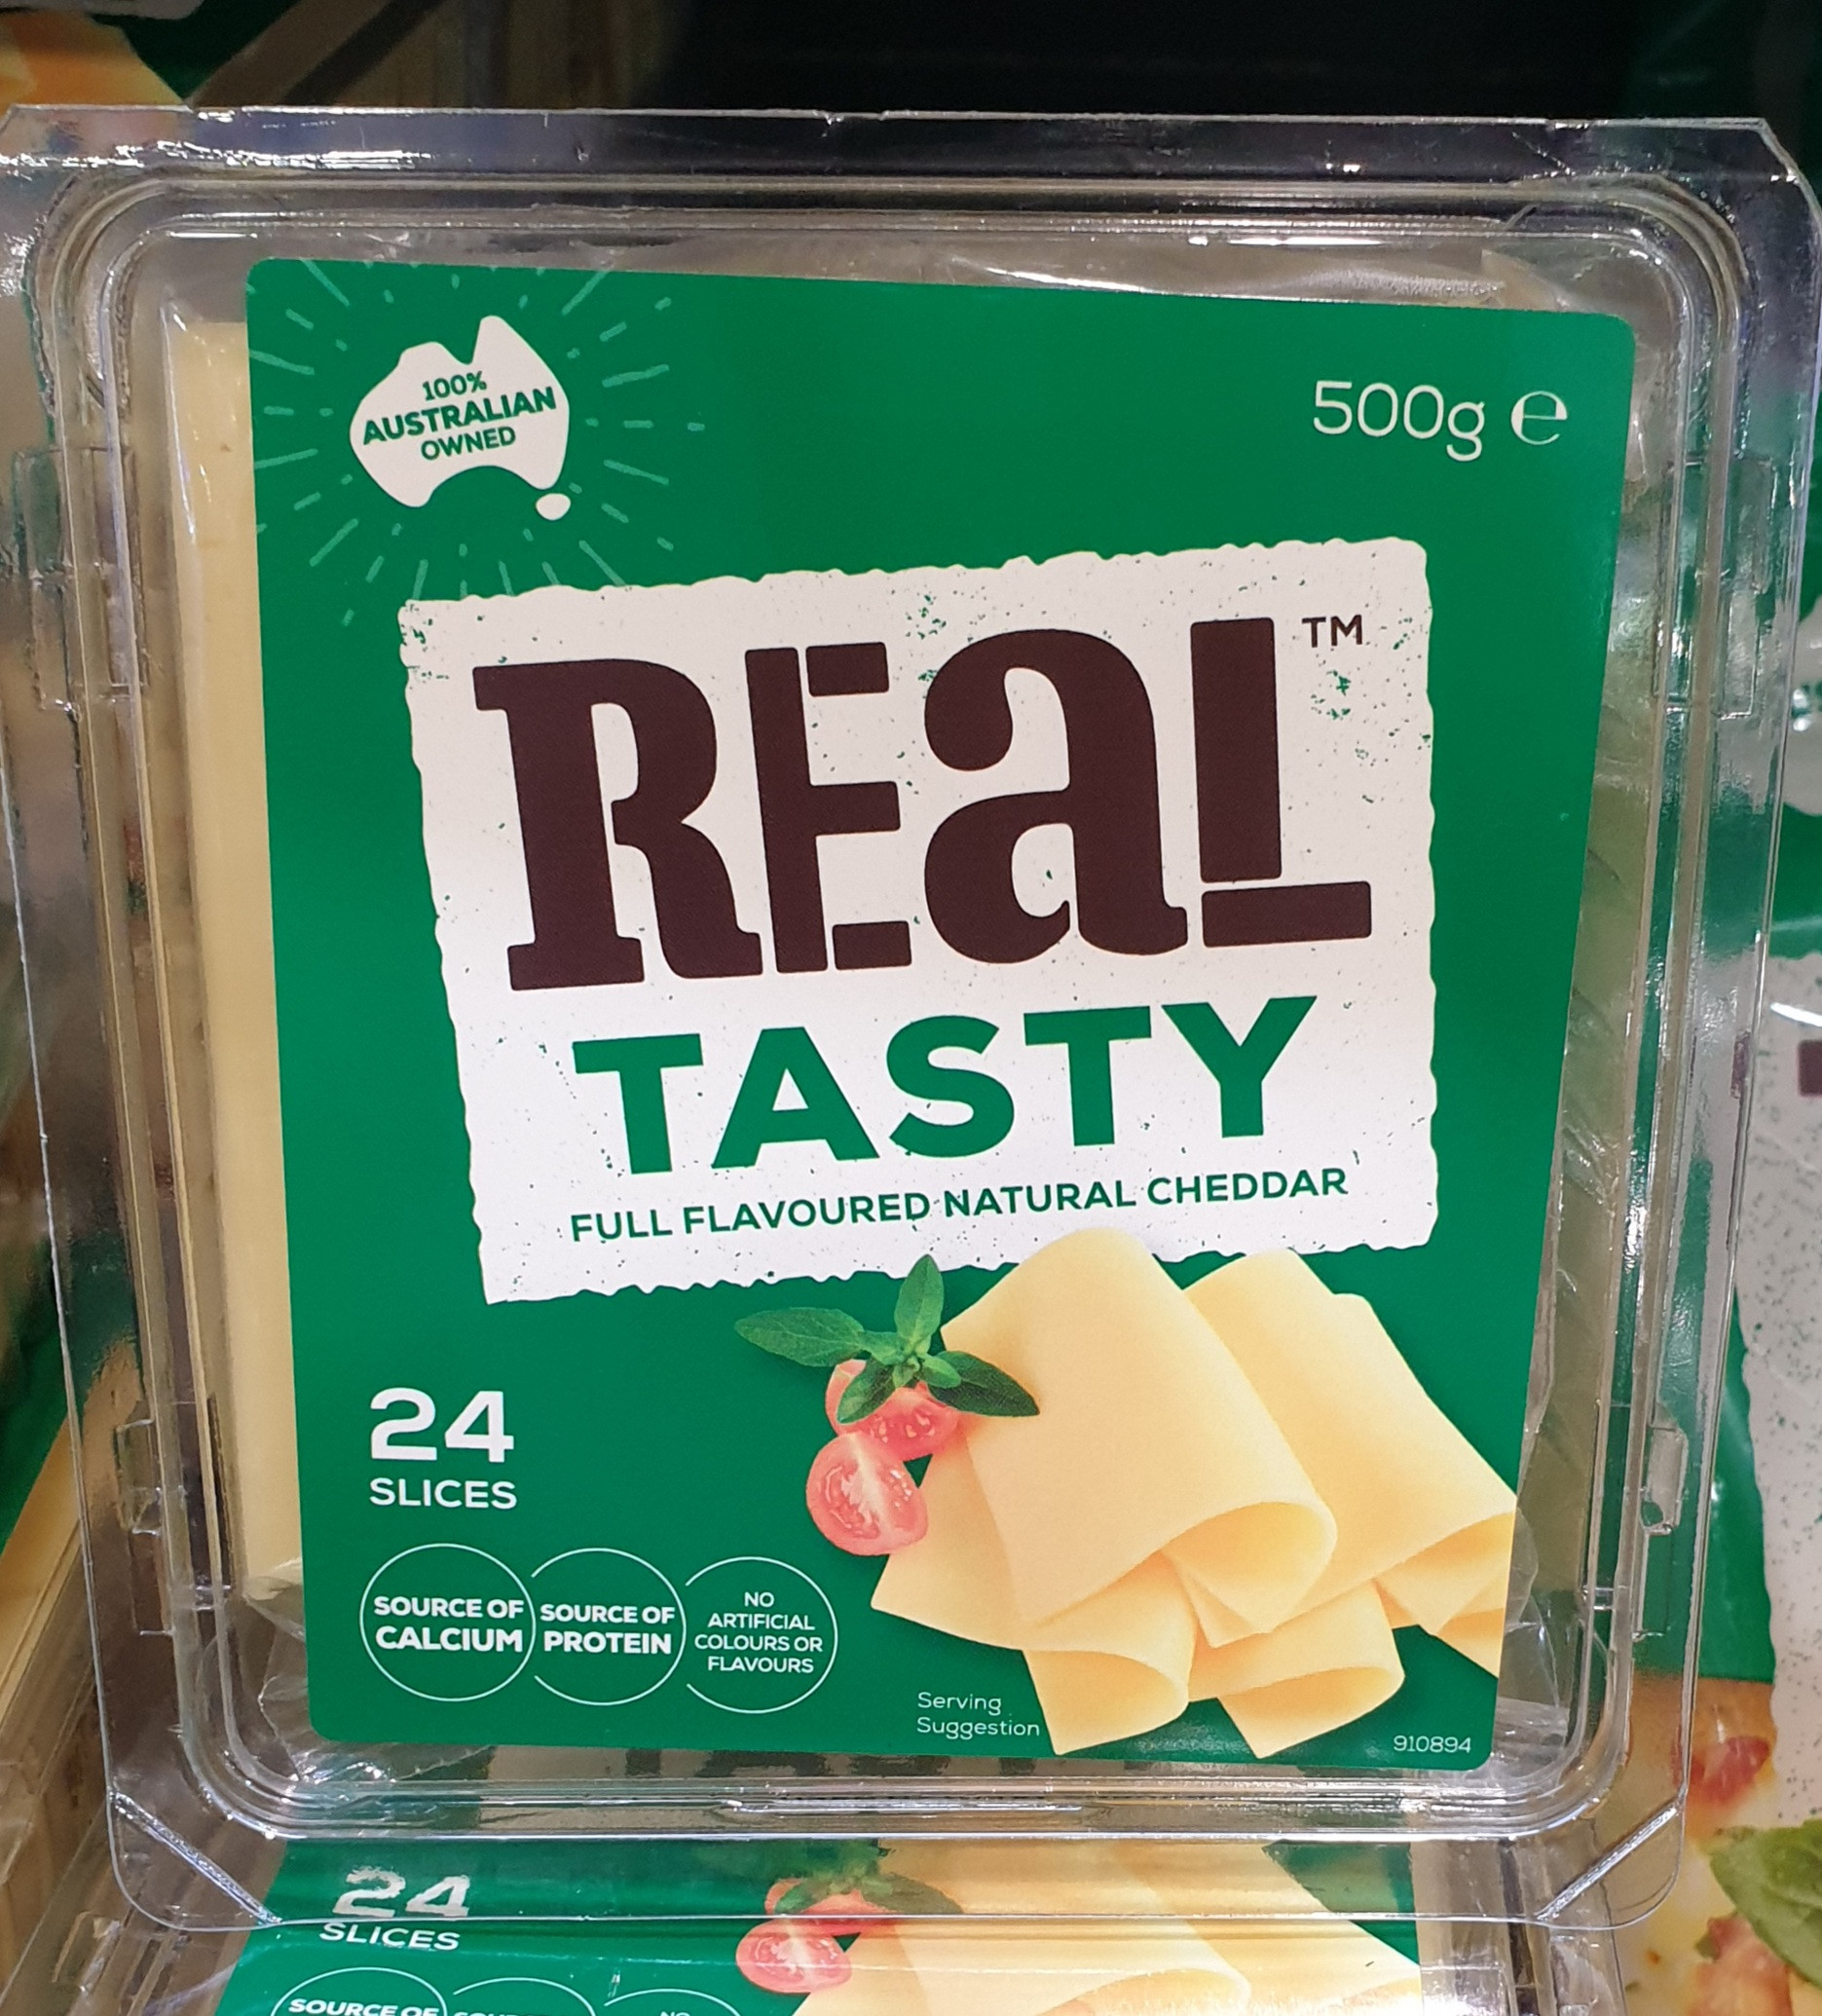 100%
AUSTRALIAN
OWNED
500g ℮
REaL™
TASTY
FULL FLAVOURED NATURAL CHEDDAR
24
SLICES
SOURCE OF
CALCIUM
SOURCE OF
PROTEIN
NO
ARTIFICIAL
COLOURS OR
FLAVOURS
Serving
Suggestion
910894
24
SLICES
SOURCE OF
NO